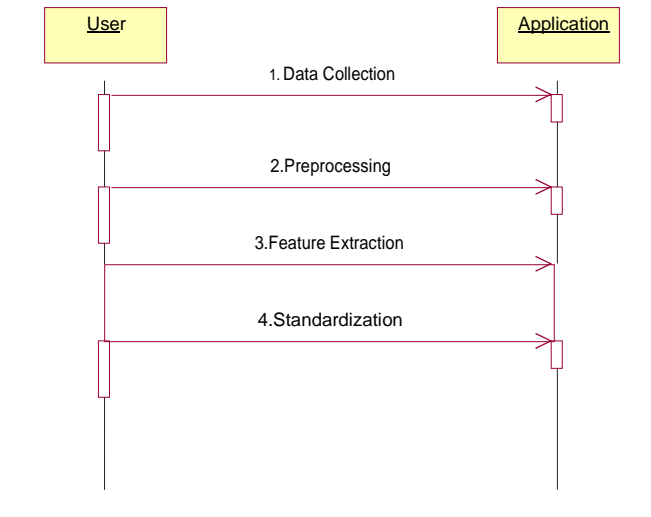 User
Application
1. Data Collection
2.Preprocessing
3.Feature Extraction
4.Standardization